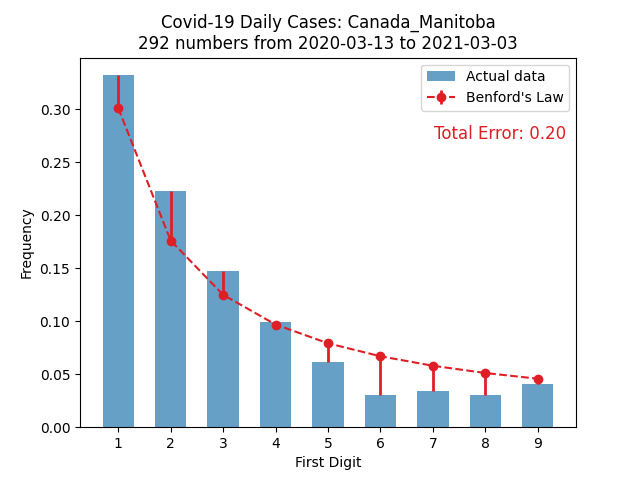 Covid-19 Daily Cases: Canada_Manitoba
292 numbers from 2020-03-13 to 2021-03-03
Actual data
Benford's Law
Total Error: 0.20
Frequency
0.30
0.25
0.20
0.15
0.10
0.05
0.00
1 2 3 4 5 6 7 8 9
First Digit